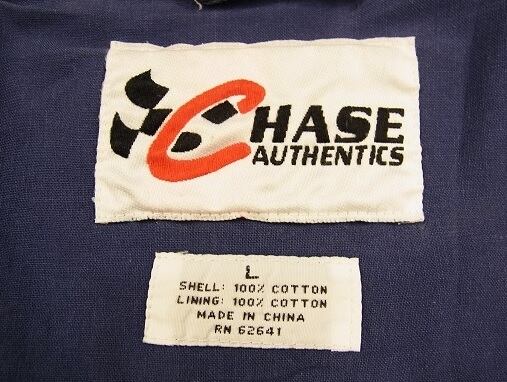 CHASE
AUTHENTICS
L
SHELL: 100% COTTON
LINING: 100% COTTON
MADE IN CHINA
RN 62641